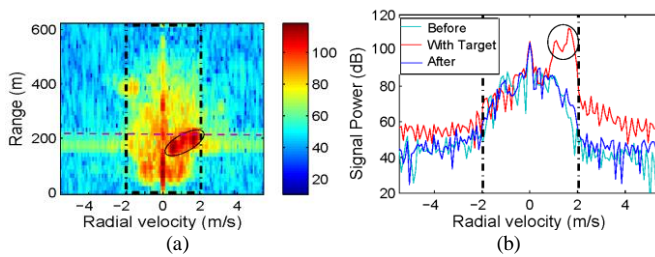 600
400
200
0
Range (m)
−4 −2 0 2 4
Radial velocity (m/s)
100
80
60
40
20
(a)
120
100
80
60
40
20
Signal Power (dB)
Before
With Target
After
−4 −2 0 2 4
Radial velocity (m/s)
(b)